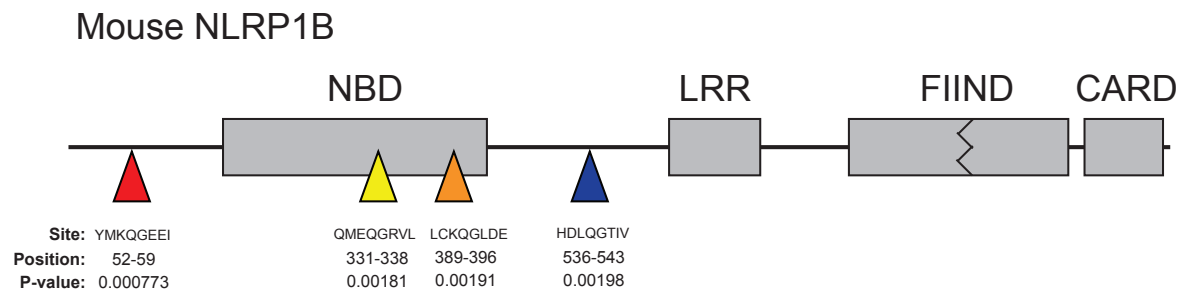 Mouse NLRP1B
NBD LRR FIIND CARD
Site: YMKQGEEI QMEQGRVL LCKQGLDE HDLQGTIV
Position: 52-59 331-338 389-396 536-543
P-value: 0.000773 0.00181 0.00191 0.00198